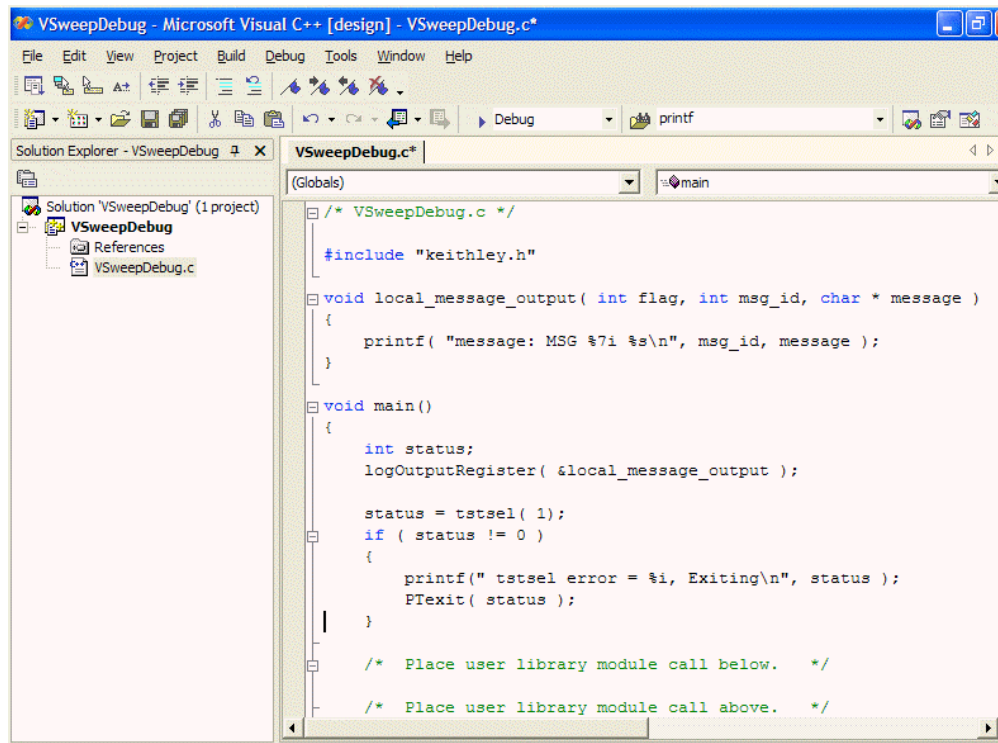 VSweepDebug - Microsoft Visual C++ [design] - VSweepDebug.c*
File Edit View Project Build Debug Tools Window Help
Debug printf
Solution Explorer - VSweepDebug
VSweepDebug.c*
(Globals) main
Solution 'VSweepDebug' (1 project)
VSweepDebug
References
VSweepDebug.c
/* VSweepDebug.c */
#include "keithley.h"
void local_message_output( int flag, int msg_id, char * message )
{
printf( "message: MSG %7i %s\n", msg_id, message );
}
void main()
{
int status;
logOutputRegister( &local_message_output );
status = tstsel( 1);
if ( status != 0 )
{
printf(" tstsel error = %i, Exiting\n", status );
PTexit( status );
}
/* Place user library module call below. */
/* Place user library module call above. */